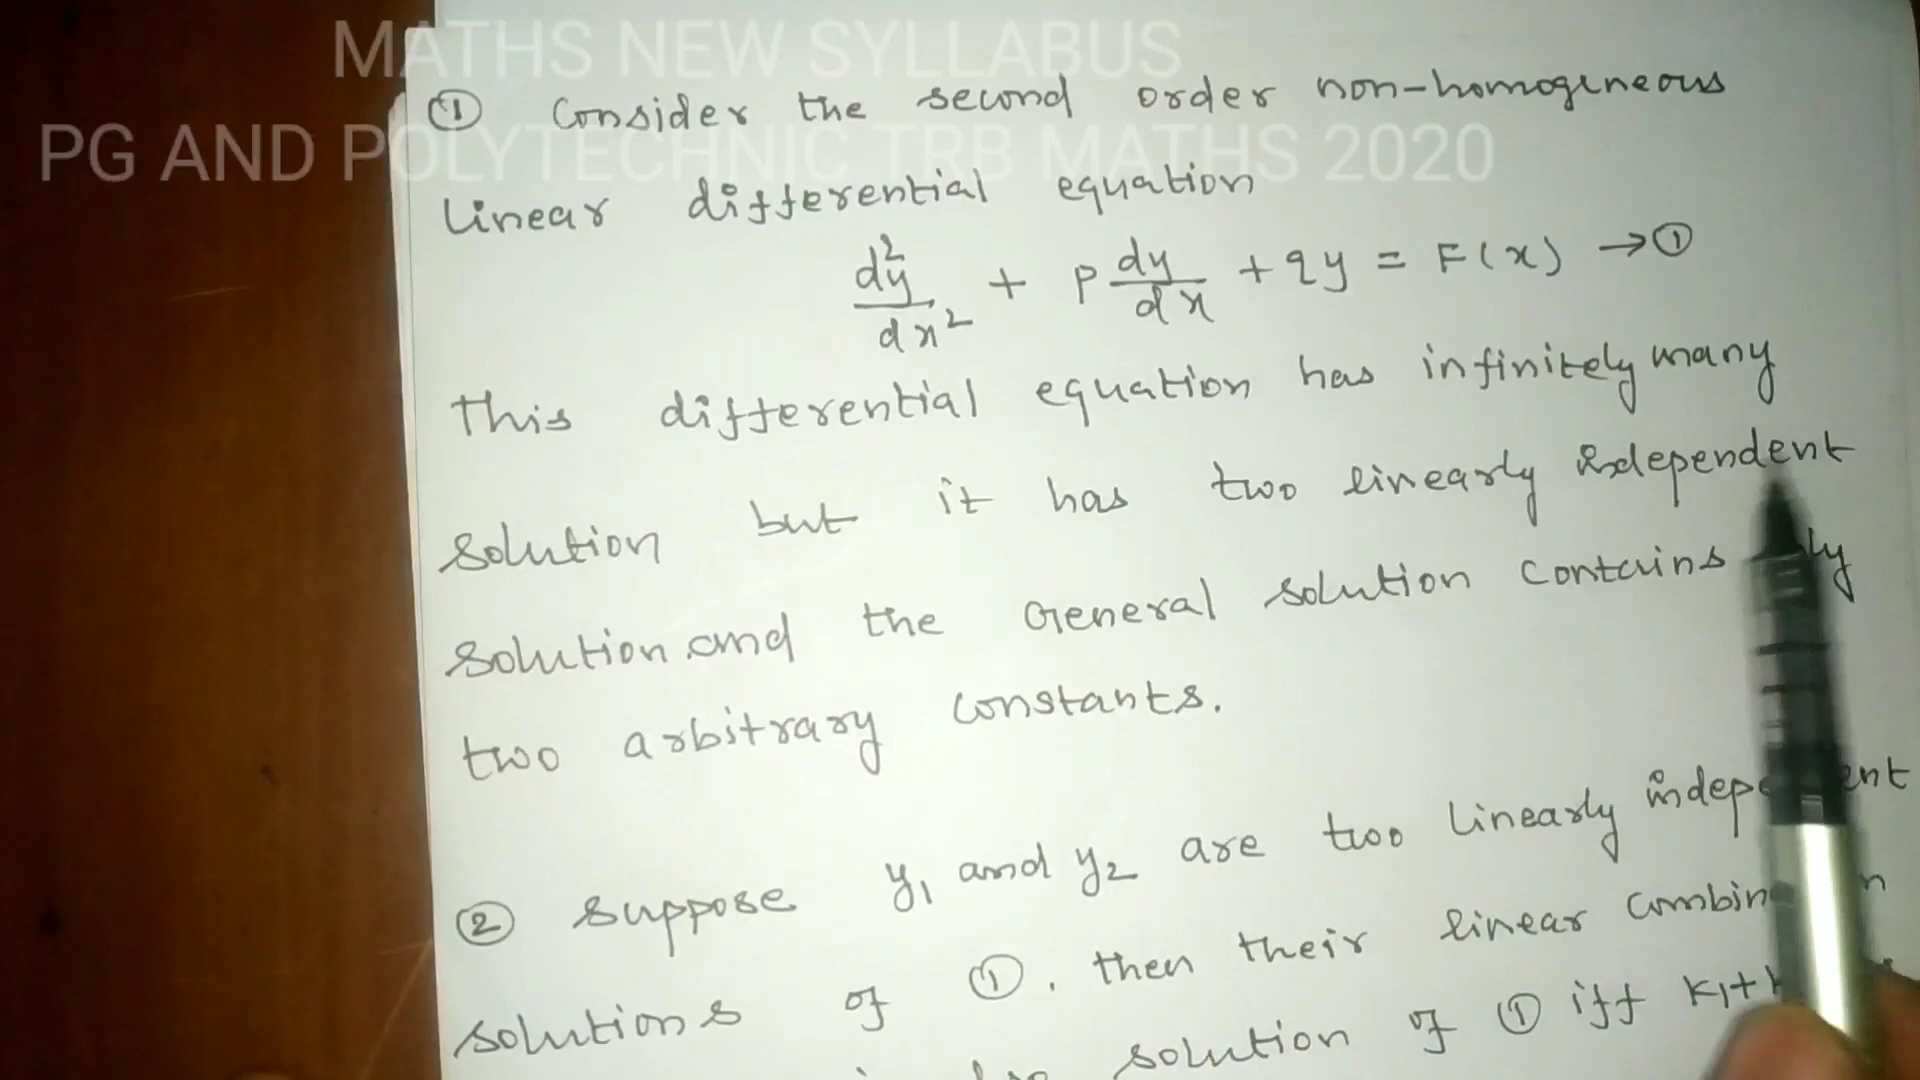 MATHS NEW SYLLABUS
PG AND POLYTECHNIC TRB MATHS 2020
① Consider the second order non-homogeneous
linear differential equation
d²y/dx² + p dy/dx + qy = F(x) → ①
This differential equation has infinitely many
solution but it has two linearly independent
solution and the General solution contains
two arbitrary constants.
② Suppose y₁ and y₂ are two linearly
solutions of ①. then their linear
solution of ① iff K₁+